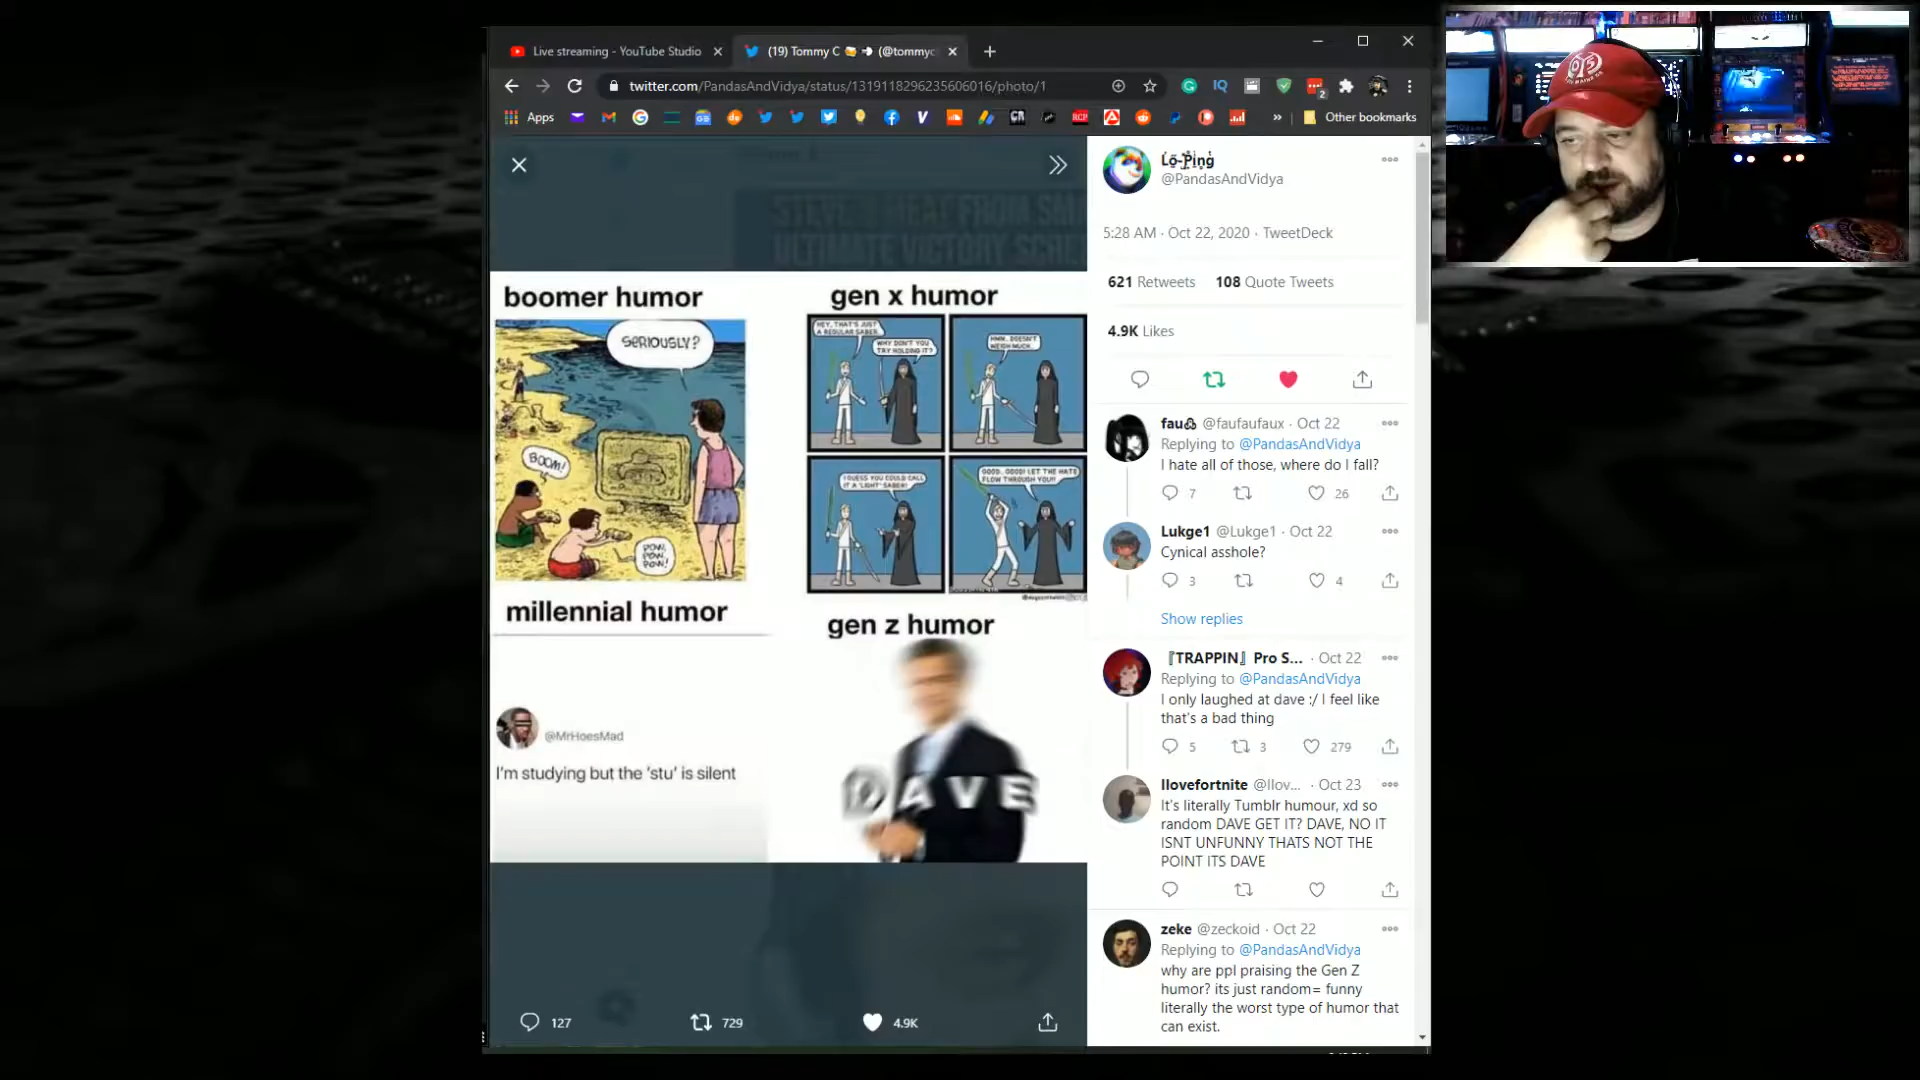 Live streaming - YouTube Studio
(19) Tommy C
(@tommyc
twitter.com/PandasAndVidya/status/1319118296235606016/photo/1
Apps
Other bookmarks
STEVE
ULTIMATE VICTORY SCRE
boomer humor
SERIOUSLY?
BOOM!
POW,
POW,
POW!
gen x humor
HEY, THAT'S JUST
A REGULAR SABER.
WHY DON'T YOU
TRY HOLDING IT?
HMM.. DOESN'T
WEIGH MUCH.
I GUESS YOU COULD CALL
IT A 'LIGHT' SABER!
GOOD.. GOOD! LET THE HATE
FLOW THROUGH YOU!!
millennial humor
@MrHoesMad
I'm studying but the 'stu' is silent
gen z humor
DAVE
127
729
4.9K
Lő-Ping
@PandasAndVidya
5:28 AM · Oct 22, 2020 · TweetDeck
621 Retweets 108 Quote Tweets
4.9K Likes
fau @faufaufaux · Oct 22
Replying to @PandasAndVidya
I hate all of those, where do I fall?
7
26
Lukge1 @Lukge1 · Oct 22
Cynical asshole?
3
4
Show replies
『TRAPPIN』 Pro S... · Oct 22
Replying to @PandasAndVidya
I only laughed at dave :/ I feel like
that's a bad thing
5
3
279
Ilovefortnite @Ilov... · Oct 23
It's literally Tumblr humour, xd so
random DAVE GET IT? DAVE, NO IT
ISNT UNFUNNY THATS NOT THE
POINT ITS DAVE
zeke @zeckoid · Oct 22
Replying to @PandasAndVidya
why are ppl praising the Gen Z
humor? its just random= funny
literally the worst type of humor that
can exist.